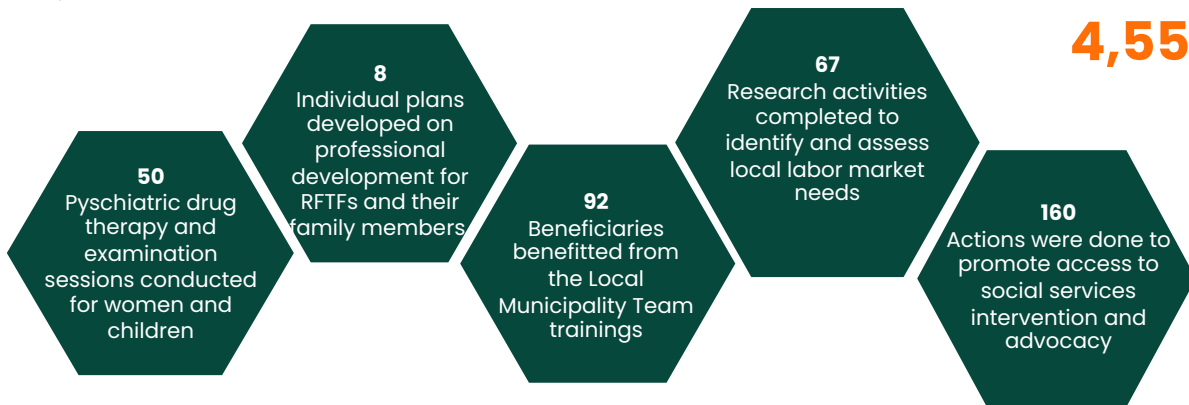 50
Pyschiatric drug
therapy and
examination
sessions conducted
for women and
children
8
Individual plans
developed on
professional
development for
RFTFs and their
family members
92
Beneficiaries
benefitted from
the Local
Municipality Team
trainings
67
Research activities
completed to
identify and assess
local labor market
needs
160
Actions were done to
promote access to
social services
intervention and
advocacy
4,55